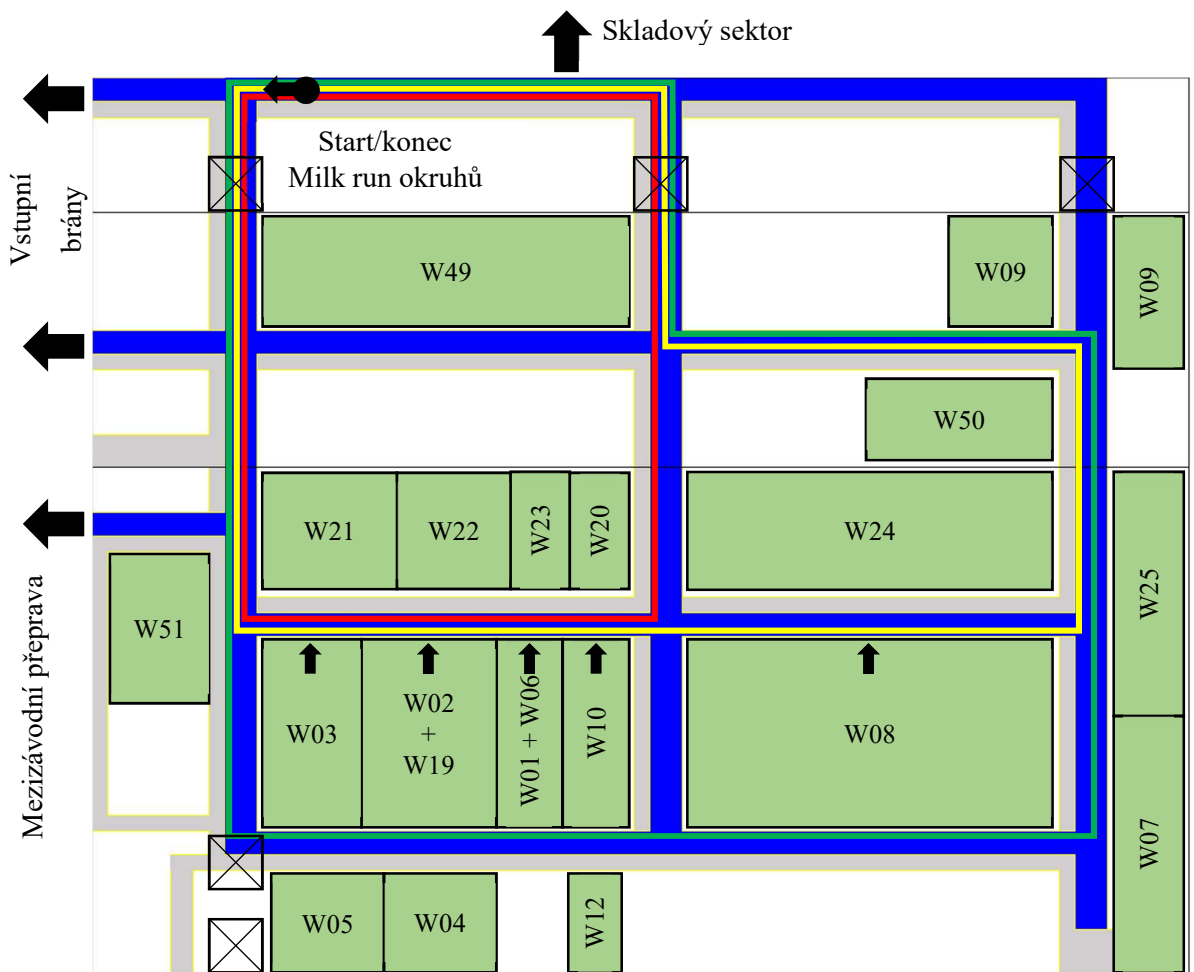 Skladový sektor
Start/konec
Milk run okruhů
Vstupní
brány
W49
W09
W09
W50
W21
W22
W23
W20
W24
W25
W51
Mezizávodní přeprava
W03
W02
+
W19
W01 + W06
W10
W08
W07
W05
W04
W12